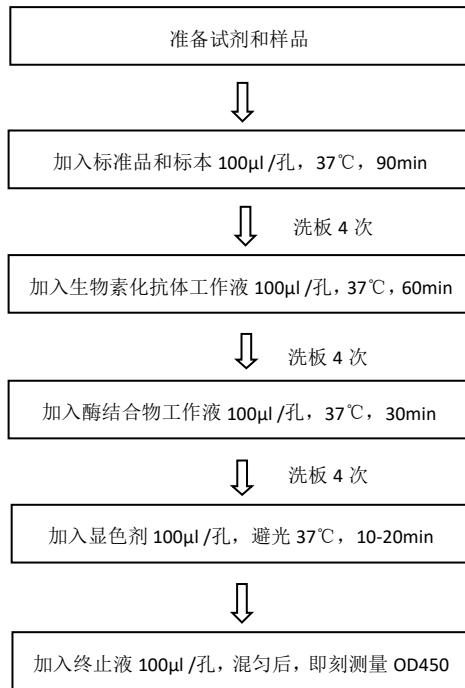 准备试剂和样品
加入标准品和标本 100μl /孔，37℃，90min
洗板 4 次
加入生物素化抗体工作液 100μl /孔，37℃，60min
洗板 4 次
加入酶结合物工作液 100μl /孔，37℃，30min
洗板 4 次
加入显色剂 100μl /孔，避光 37℃，10-20min
加入终止液 100μl /孔，混匀后，即刻测量 OD450